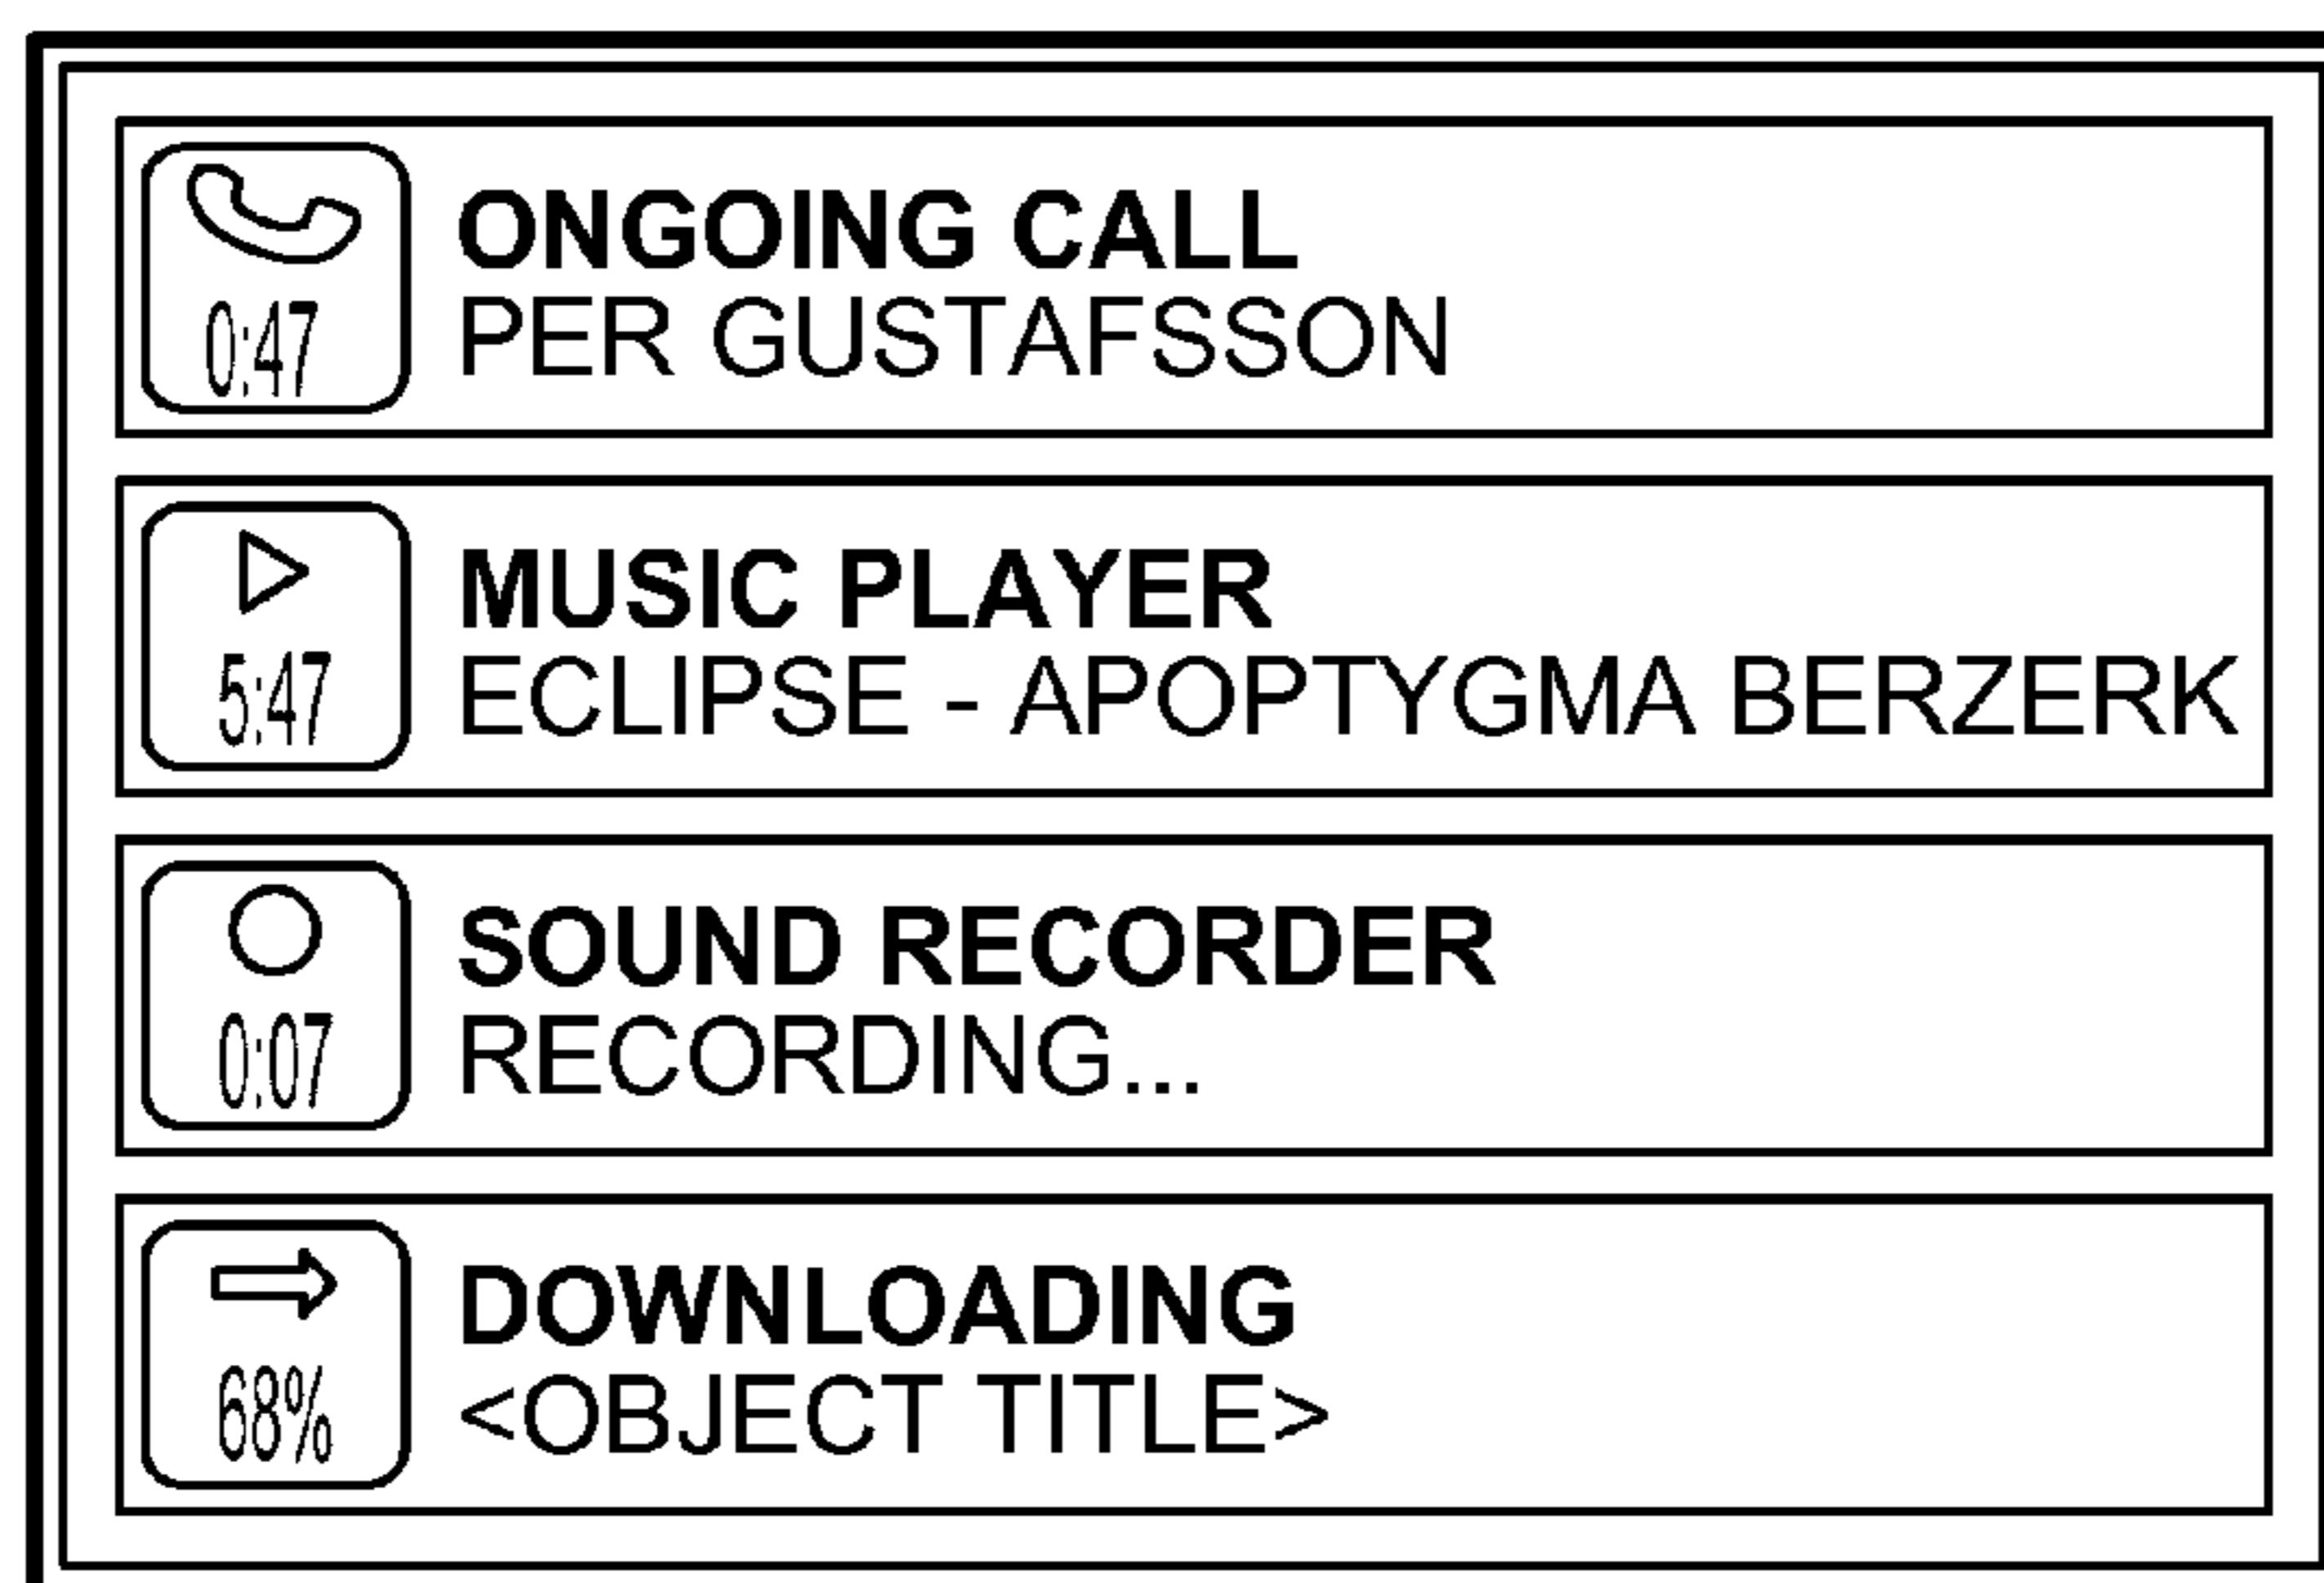 ONGOING CALL
PER GUSTAFSSON
0:47
MUSIC PLAYER
ECLIPSE - APOPTYGMA BERZERK
5:47
SOUND RECORDER
RECORDING...
0:07
DOWNLOADING
<OBJECT TITLE>
68%